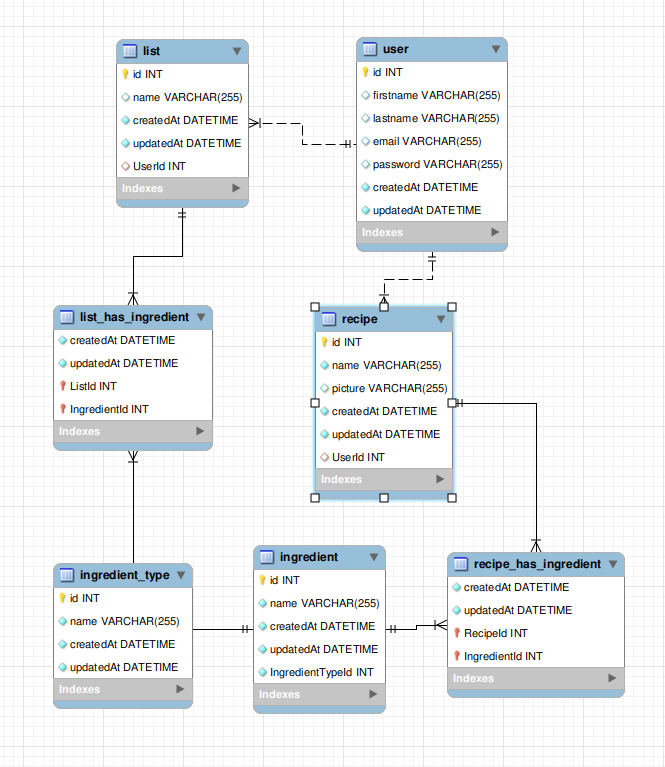 list
id INT
name VARCHAR(255)
createdAt DATETIME
updatedAt DATETIME
UserId INT
Indexes
user
id INT
firstname VARCHAR(255)
lastname VARCHAR(255)
email VARCHAR(255)
password VARCHAR(255)
createdAt DATETIME
updatedAt DATETIME
Indexes
list_has_ingredient
createdAt DATETIME
updatedAt DATETIME
ListId INT
IngredientId INT
Indexes
recipe
id INT
name VARCHAR(255)
picture VARCHAR(255)
createdAt DATETIME
updatedAt DATETIME
UserId INT
Indexes
ingredient_type
id INT
name VARCHAR(255)
createdAt DATETIME
updatedAt DATETIME
Indexes
ingredient
id INT
name VARCHAR(255)
createdAt DATETIME
updatedAt DATETIME
IngredientTypeId INT
Indexes
recipe_has_ingredient
createdAt DATETIME
updatedAt DATETIME
RecipeId INT
IngredientId INT
Indexes